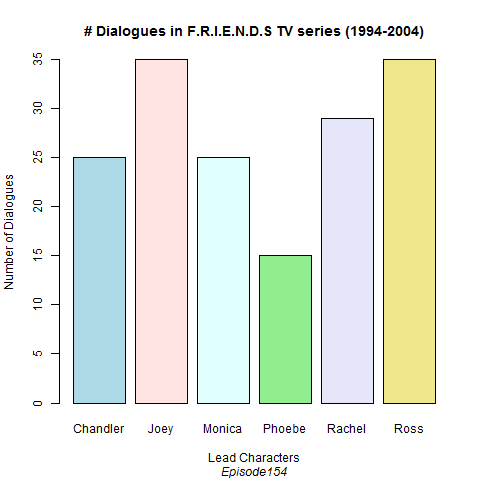 # Dialogues in F.R.I.E.N.D.S TV series (1994-2004)
Number of Dialogues
35
30
25
20
15
10
5
0
Chandler Joey Monica Phoebe Rachel Ross
Lead Characters
Episode154